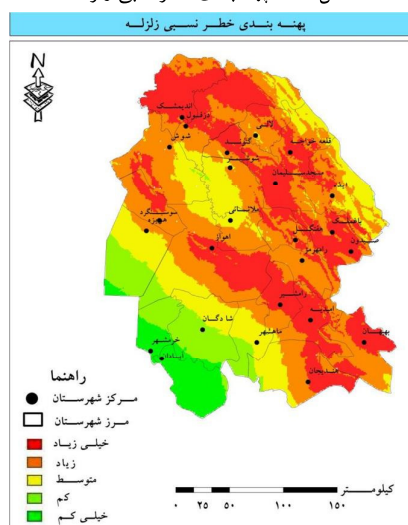 پهنه بندی خطر نسبی زلزله
N
اندیمشک
دزفول
شوش
لالی
قلعه خواجه
گتوند
شوشتر
مسجدسلیمان
ایذه
سوسنگرد
هویزه
ملاثانی
باغملک
هفتگل
صیدون
اهواز
رامهرمز
رامشیر
امیدیه
شادگان
ماهشهر
بهبهان
خرمشهر
آبادان
هندیجان
راهنما
مرکز شهرستان
مرز شهرستان
خیلی زیاد
زیاد
متوسط
کم
خیلی کم
کیلومتر
۰ ۲۵ ۵۰ ۱۰۰ ۱۵۰